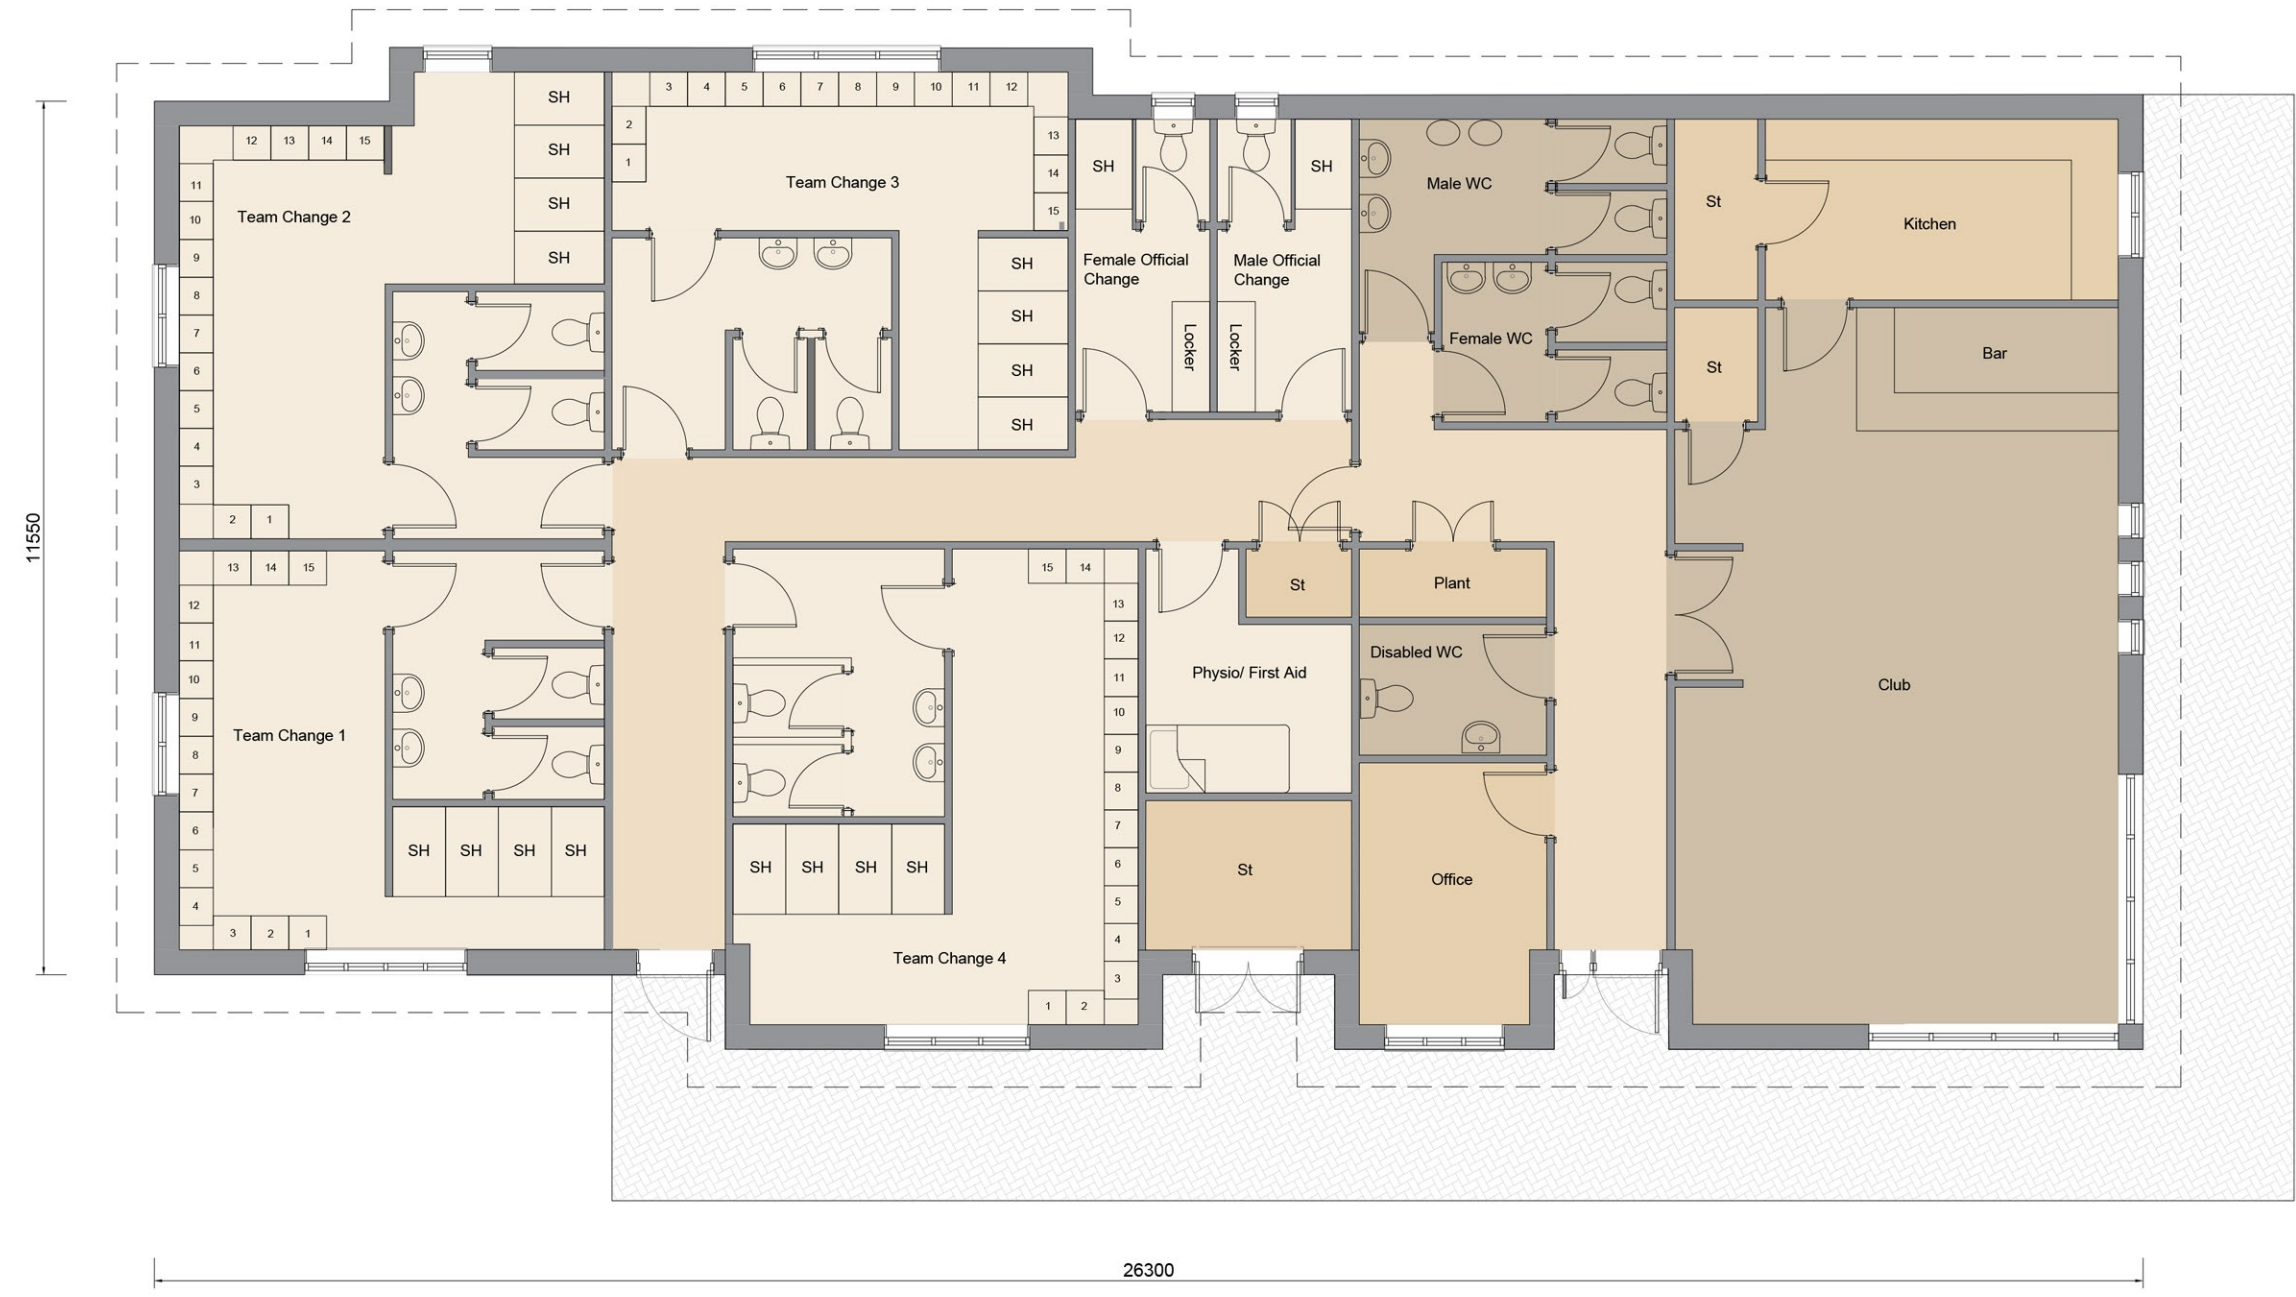 SH
SH
SH
SH
12 13 14 15
11
10
9
8
7
6
5
4
3
2 1
Team Change 2
3 4 5 6 7 8 9 10 11 12
2
1
13
14
15
Team Change 3
SH
SH
SH
SH
SH
Female Official
Change
Locker
SH
Male Official
Change
Locker
Male WC
Female WC
St
Kitchen
St
Bar
11550
13 14 15
12
11
10
9
8
7
6
5
4
3 2 1
Team Change 1
SH SH SH SH
15 14
13
12
11
10
9
8
7
6
5
4
3
1 2
SH SH SH SH
Team Change 4
St
Plant
Physio/ First Aid
Disabled WC
Club
St
Office
26300